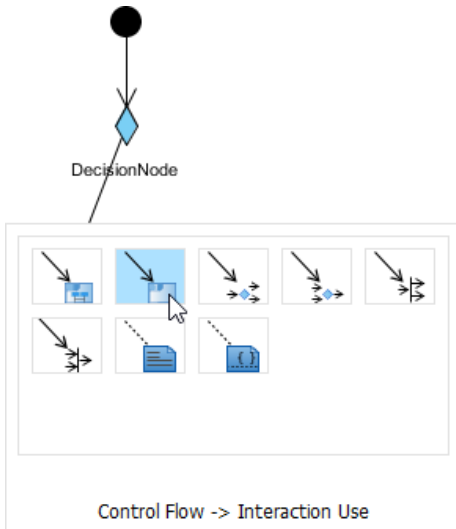 DecisionNode
Control Flow -> Interaction Use